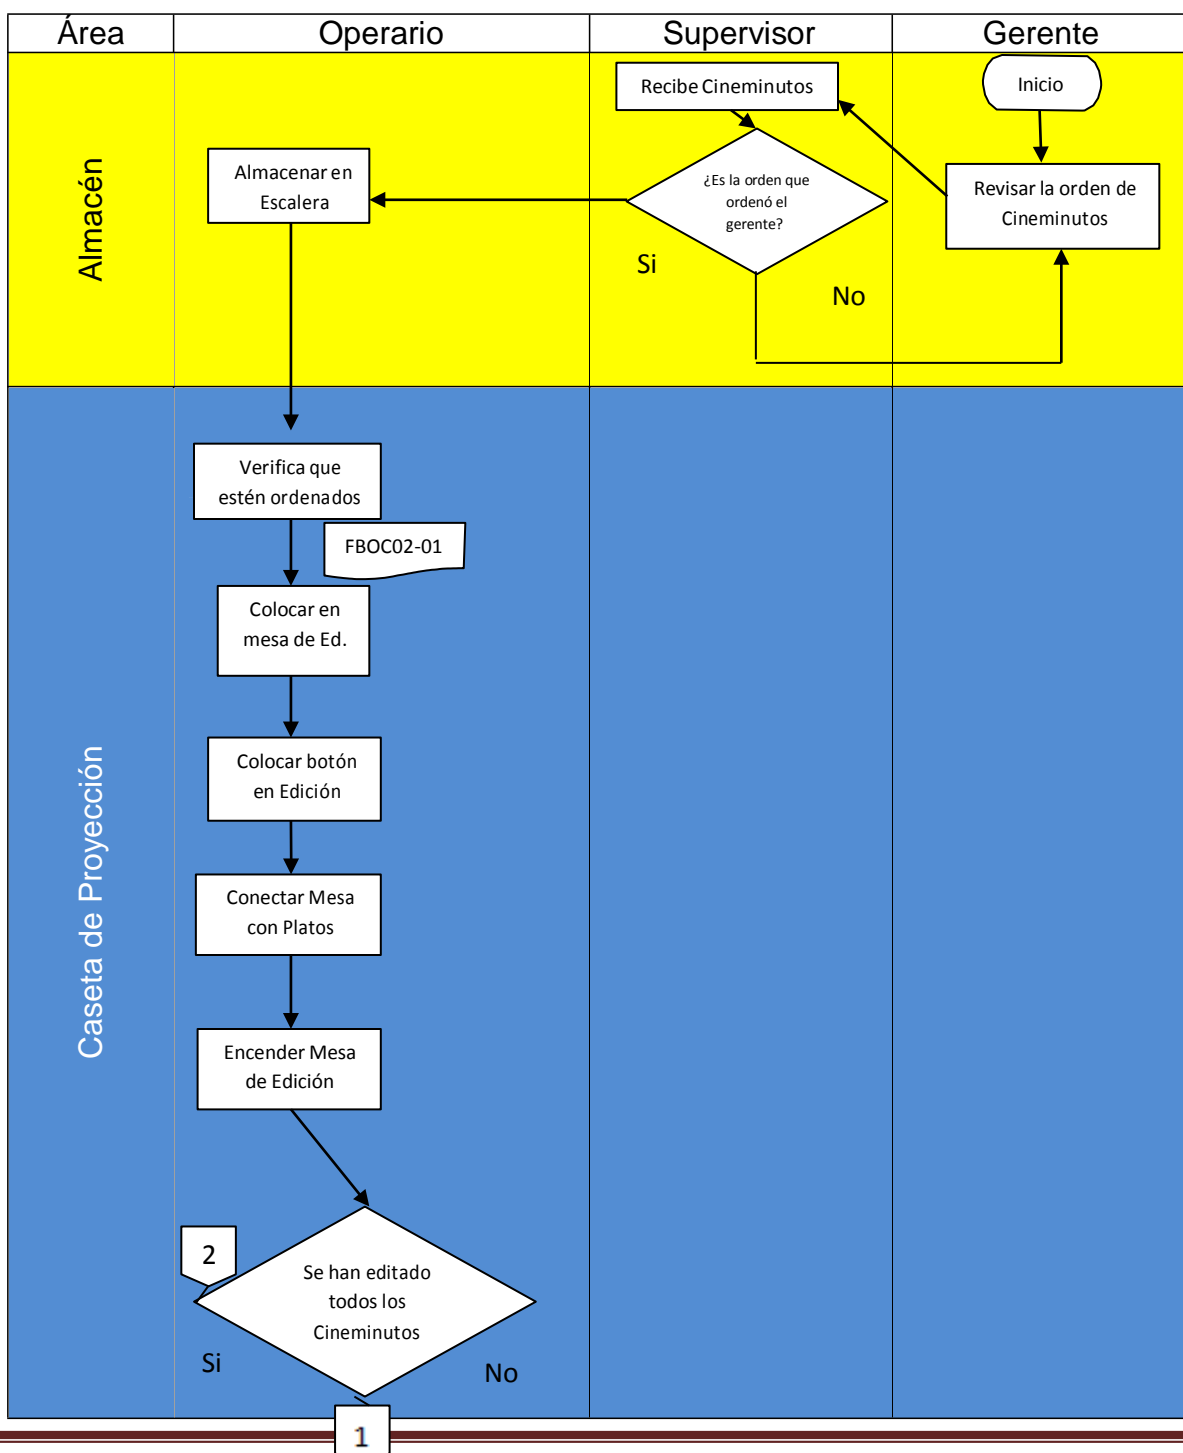 Área
Operario
Supervisor
Gerente
Almacén
Inicio
Revisar la orden de
Cineminutos
Recibe Cineminutos
¿Es la orden que
ordenó el
gerente?
Si
No
Almacenar en
Escalera
Caseta de Proyección
Verifica que
estén ordenados
FBOC02-01
Colocar en
mesa de Ed.
Colocar botón
en Edición
Conectar Mesa
con Platos
Encender Mesa
de Edición
2
Se han editado
todos los
Cineminutos
Si
No
1